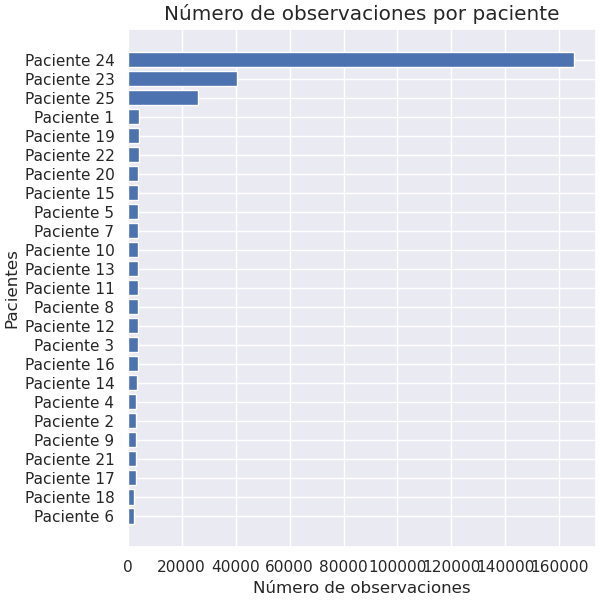 Número de observaciones por paciente
Paciente 24
Paciente 23
Paciente 25
Paciente 1
Paciente 19
Paciente 22
Paciente 20
Paciente 15
Paciente 5
Paciente 7
Paciente 10
Paciente 13
Paciente 11
Paciente 8
Paciente 12
Paciente 3
Paciente 16
Paciente 14
Paciente 4
Paciente 2
Paciente 9
Paciente 21
Paciente 17
Paciente 18
Paciente 6
Pacientes
0 20000 40000 60000 80000 100000 120000 140000 160000
Número de observaciones